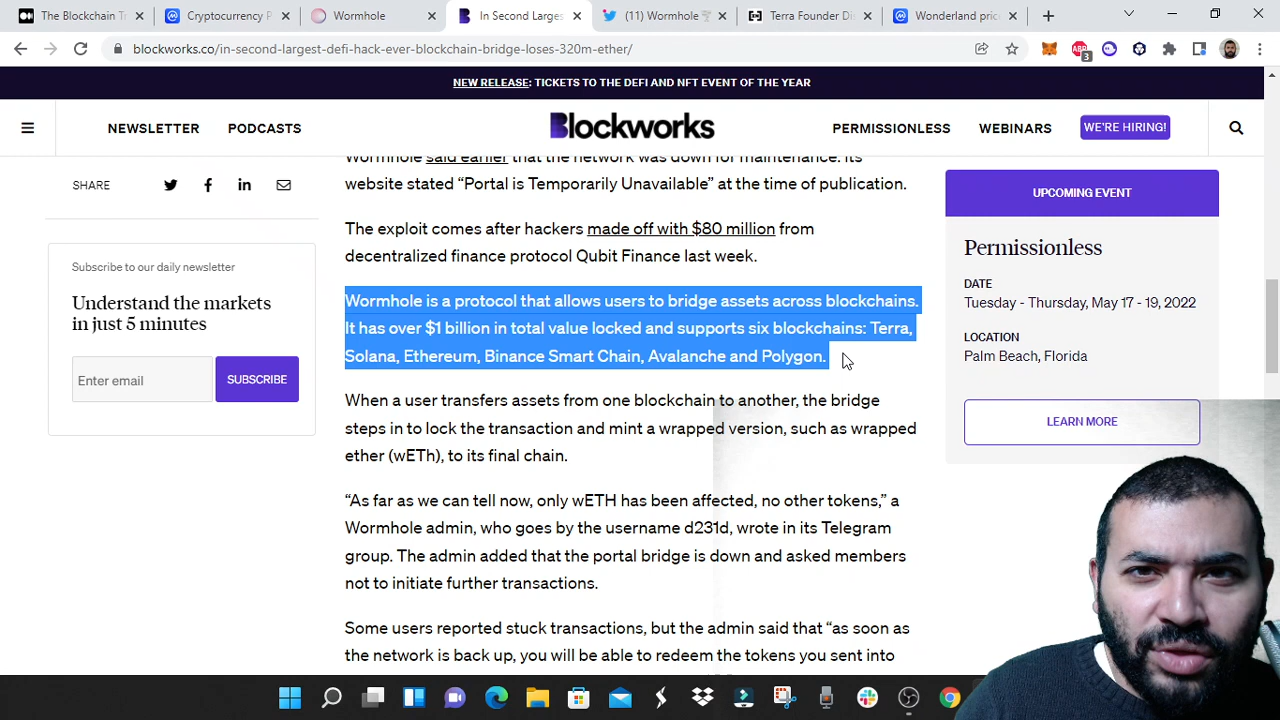 The Blockchain T
Cryptocurrency P
Wormhole
In Second Larges
(11) Wormhole
Terra Founder Di
Wonderland pric
blockworks.co/in-second-largest-defi-hack-ever-blockchain-bridge-loses-320m-ether/
ABP
3
NEW RELEASE: TICKETS TO THE DEFI AND NFT EVENT OF THE YEAR
NEWSLETTER
PODCASTS
Blockworks
PERMISSIONLESS
WEBINARS
WE'RE HIRING!
SHARE
Subscribe to our daily newsletter
Understand the markets
in just 5 minutes
Enter email
SUBSCRIBE
Wormhole said earlier that the network was down for maintenance. Its
website stated “Portal is Temporarily Unavailable” at the time of publication.
The exploit comes after hackers made off with $80 million from
decentralized finance protocol Qubit Finance last week.
Wormhole is a protocol that allows users to bridge assets across blockchains.
It has over $1 billion in total value locked and supports six blockchains: Terra,
Solana, Ethereum, Binance Smart Chain, Avalanche and Polygon.
When a user transfers assets from one blockchain to another, the bridge
steps in to lock the transaction and mint a wrapped version, such as wrapped
ether (wETh), to its final chain.
“As far as we can tell now, only wETH has been affected, no other tokens,” a
Wormhole admin, who goes by the username d231d, wrote in its Telegram
group. The admin added that the portal bridge is down and asked members
not to initiate further transactions.
Some users reported stuck transactions, but the admin said that “as soon as
the network is back up, you will be able to redeem the tokens you sent into
UPCOMING EVENT
Permissionless
DATE
Tuesday - Thursday, May 17 - 19, 2022
LOCATION
Palm Beach, Florida
LEARN MORE